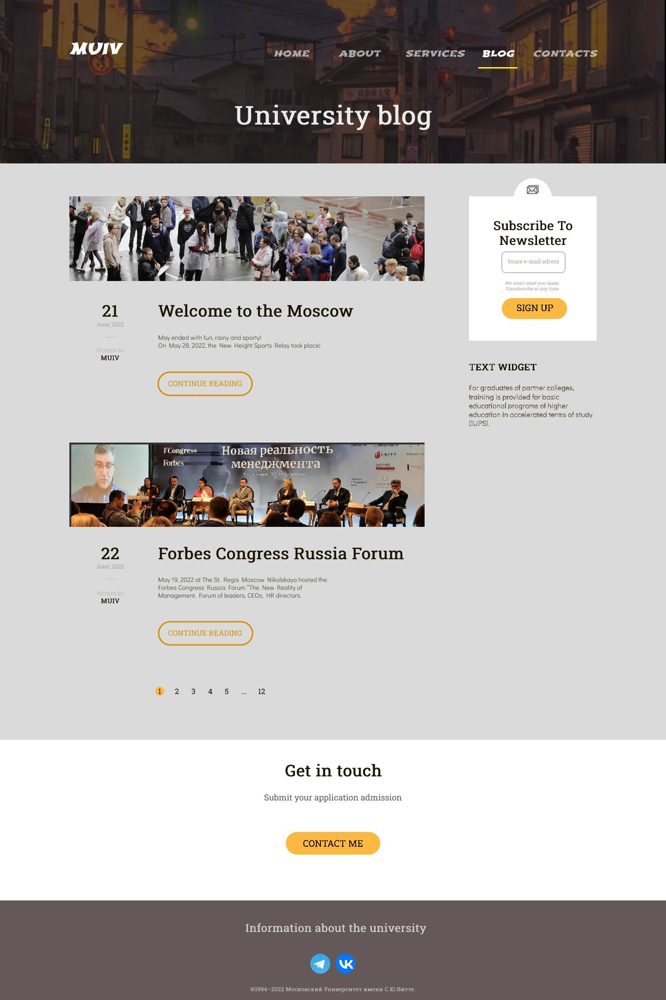 MUIV
HOME ABOUT SERVICES BLOG CONTACTS
自由民主党
University blog
Subscribe To
Newsletter
Youre e-mail adress
We won't send you spam.
Unsubscribe at any time
SIGN UP
21
June, 2022
Written by
MUIV
Welcome to the Moscow
May ended with fun, rainy and sporty!
On May 28, 2022, the New Height Sports Relay took place!
CONTINUE READING
TEXT WIDGET
For graduates of partner colleges,
training is provided for basic
educational programs of higher
education in accelerated terms of study
(IUPS).
FCongress
Forbes
Новая реальность
менеджмента
Форум лидеров, CEO, HR-директоров
UNITY
PRESENTING
PARTNERS
22
June, 2022
Written by
MUIV
Forbes Congress Russia Forum
May 19, 2022 at The St. Regis Moscow Nikolskaya hosted the
Forbes Congress Russia Forum “The New Reality of
Management. Forum of leaders, CEOs, HR directors.
CONTINUE READING
1 2 3 4 5 ... 12
Get in touch
Submit your application admission
CONTACT ME
Information about the university
©1994–2022 Московский Университет имени С.Ю.Витте.